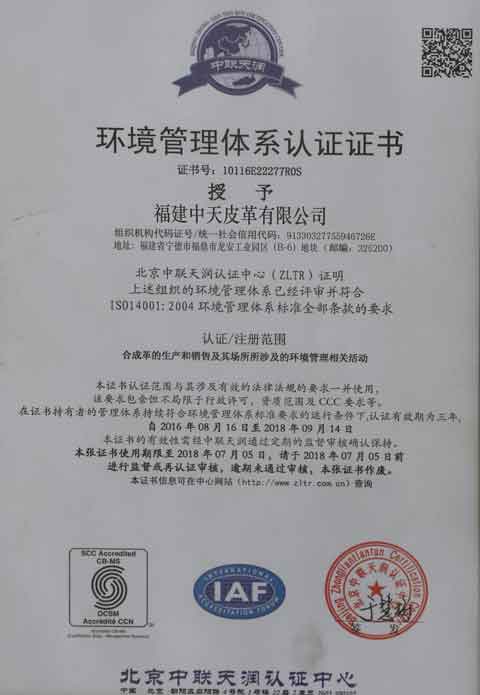 中联天润
环境管理体系认证证书
证书号：10116E22277R0S
授 予
福建中天皮革有限公司
组织机构代码证号/统一社会信用代码：91330327755946726E
地址：福建省宁德市福鼎市龙安工业园区（B-6）地块（邮编：325200）
北京中联天润认证中心（ZLTR）证明
上述组织的环境管理体系已经评审并符合
ISO14001:2004 环境管理体系标准全部条款的要求
认证/注册范围
合成革的生产和销售及其场所所涉及的环境管理相关活动
本证书认证范围与其涉及有效的法律法规的要求一并使用，
该要求包含但不局限于行政许可，资质范围及 CCC 要求等。
在证书持有者的管理体系持续符合环境管理体系标准要求的运行条件下,认证有效期为三年，
自 2016 年 08 月 16 日至 2018 年 09 月 14 日
本证书的有效性需经中联天润通过定期的监督审核确认保持。
本张证书使用期限至 2018 年 07 月 05 日，请于 2018 年 07 月 05 日前
进行监督或再认证审核，逾期未通过审核，本张证书作废。
本证书信息可在中心网站（http://www.zltr.com.cn）查询
SCC Accredited
CB-MS
OCSM
Accrédité CCN
INTERNATIONAL
IAF
ACCREDITATION FORUM
北京中联天润认证中心